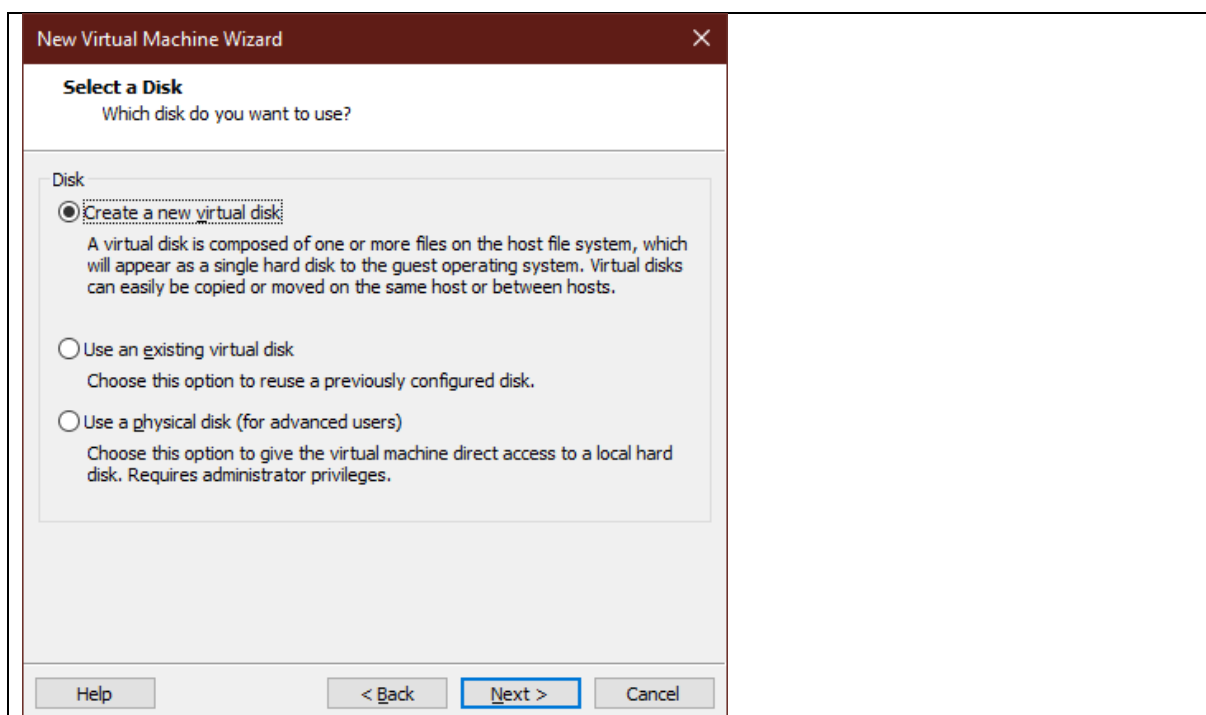 New Virtual Machine Wizard
Select a Disk
Which disk do you want to use?
Disk
Create a new virtual disk
A virtual disk is composed of one or more files on the host file system, which
will appear as a single hard disk to the guest operating system. Virtual disks
can easily be copied or moved on the same host or between hosts.
Use an existing virtual disk
Choose this option to reuse a previously configured disk.
Use a physical disk (for advanced users)
Choose this option to give the virtual machine direct access to a local hard
disk. Requires administrator privileges.
Help < Back Next > Cancel